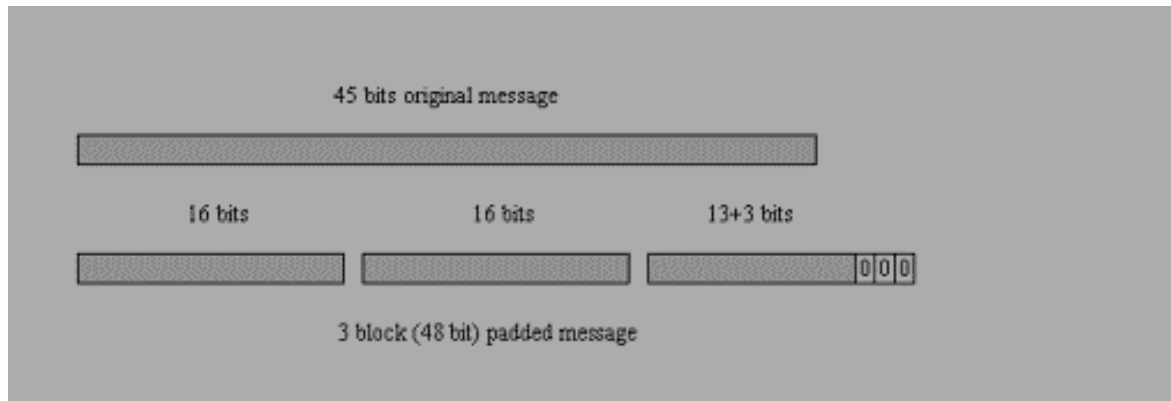 45 bits original message
16 bits 16 bits 13+3 bits
0 0 0
3 block (48 bit) padded message